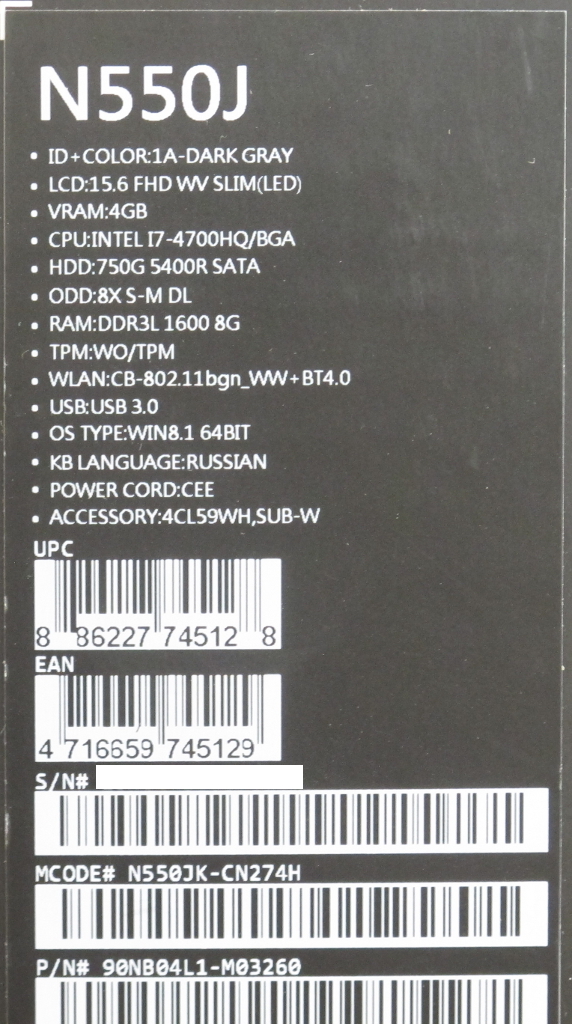 N550J
• ID+COLOR:1A-DARK GRAY
• LCD:15.6 FHD WV SLIM(LED)
• VRAM:4GB
• CPU:INTEL I7-4700HQ/BGA
• HDD:750G 5400R SATA
• ODD:8X S-M DL
• RAM:DDR3L 1600 8G
• TPM:WO/TPM
• WLAN:CB-802.11bgn_WW+BT4.0
• USB:USB 3.0
• OS TYPE:WIN8.1 64BIT
• KB LANGUAGE:RUSSIAN
• POWER CORD:CEE
• ACCESSORY:4CL59WH,SUB-W
UPC
8 86227 74512 8
EAN
4 716659 745129
S/N#
MCODE# N550JK-CN274H
P/N# 90NB04L1-M03260